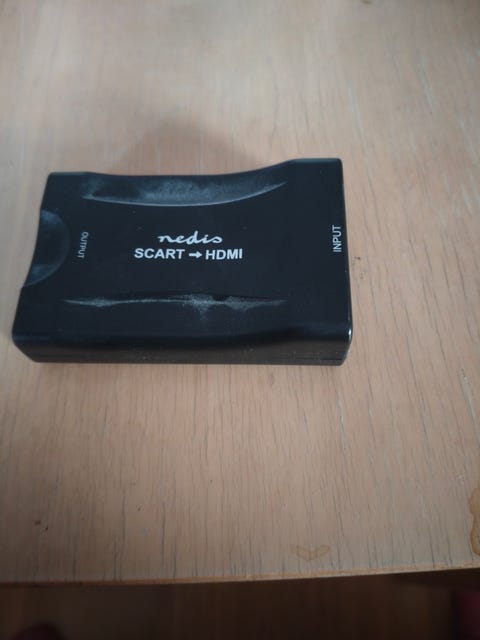 nedis
SCART → HDMI
OUTPUT
INPUT